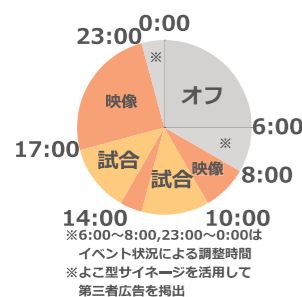 0:00
23:00
※
オフ
映像
6:00
※
17:00
試合
映像
8:00
試合
14:00
10:00
※6:00〜8:00,23:00〜0:00は
イベント状況による調整時間
※よこ型サイネージを活用して
第三者広告を掲出